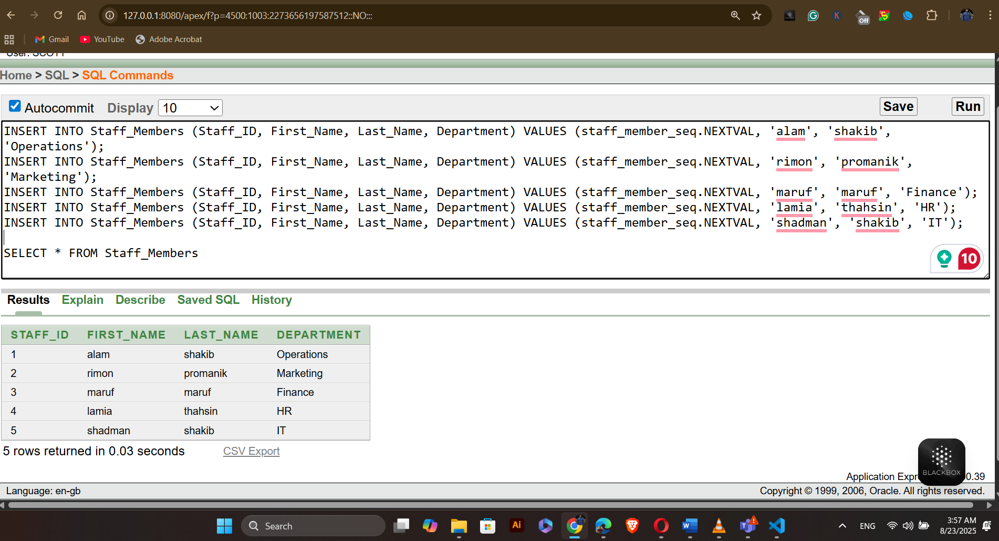 127.0.0.1:8080/apex/f?p=4500:1003:2273656197587512::NO:::
K
Off
Gmail YouTube Adobe Acrobat
User: SCOTT
Home > SQL > SQL Commands
Autocommit Display 10 Save Run
INSERT INTO Staff_Members (Staff_ID, First_Name, Last_Name, Department) VALUES (staff_member_seq.NEXTVAL, 'alam', 'shakib',
'Operations');
INSERT INTO Staff_Members (Staff_ID, First_Name, Last_Name, Department) VALUES (staff_member_seq.NEXTVAL, 'rimon', 'promanik',
'Marketing');
INSERT INTO Staff_Members (Staff_ID, First_Name, Last_Name, Department) VALUES (staff_member_seq.NEXTVAL, 'maruf', 'maruf', 'Finance');
INSERT INTO Staff_Members (Staff_ID, First_Name, Last_Name, Department) VALUES (staff_member_seq.NEXTVAL, 'lamia', 'thahsin', 'HR');
INSERT INTO Staff_Members (Staff_ID, First_Name, Last_Name, Department) VALUES (staff_member_seq.NEXTVAL, 'shadman', 'shakib', 'IT');
SELECT * FROM Staff_Members
10
Results Explain Describe Saved SQL History
STAFF_ID FIRST_NAME LAST_NAME DEPARTMENT
1 alam shakib Operations
2 rimon promanik Marketing
3 maruf maruf Finance
4 lamia thahsin HR
5 shadman shakib IT
5 rows returned in 0.03 seconds CSV Export
BLACKBOX
Application Expr 0.39
Language: en-gb Copyright © 1999, 2006, Oracle. All rights reserved.
Search Ai ENG 3:57 AM
8/23/2025